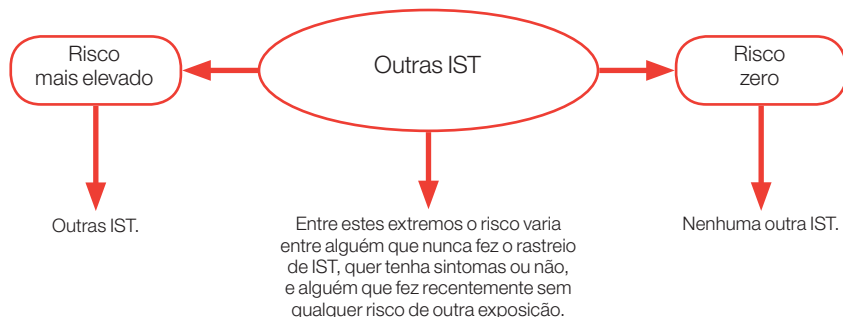 Risco
mais elevado
Outras IST
Risco
zero
Outras IST.
Entre estes extremos o risco varia
entre alguém que nunca fez o rastreio
de IST, quer tenha sintomas ou não,
e alguém que fez recentemente sem
qualquer risco de outra exposição.
Nenhuma outra IST.